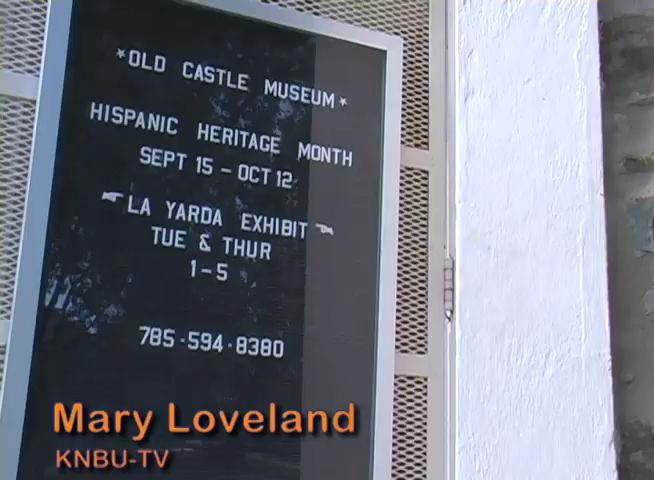 *OLD CASTLE MUSEUM*
HISPANIC HERITAGE MONTH
SEPT 15 - OCT 12
LA YARDA EXHIBIT
TUE & THUR
1-5
785-594-8380
Mary Loveland
KNBU-TV